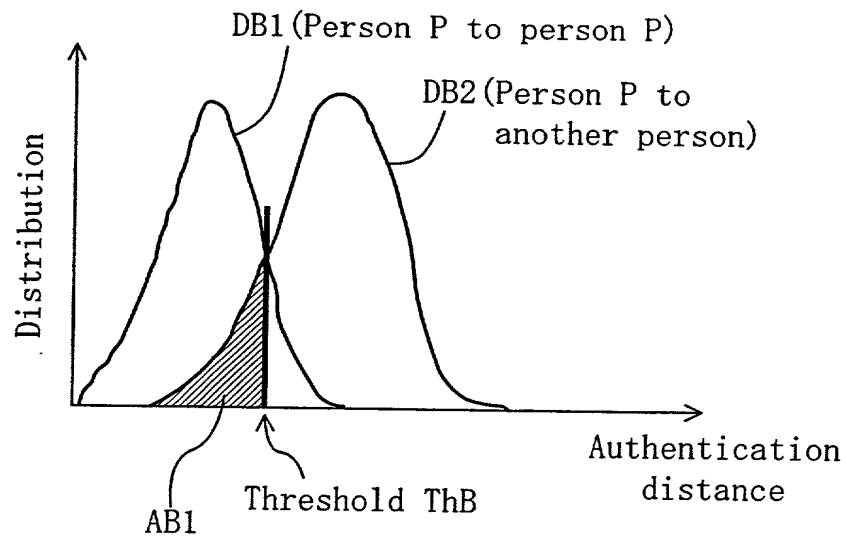 DB1(Person P to person P)
DB2(Person P to
another person)
Distribution
Authentication
distance
Threshold ThB
AB1